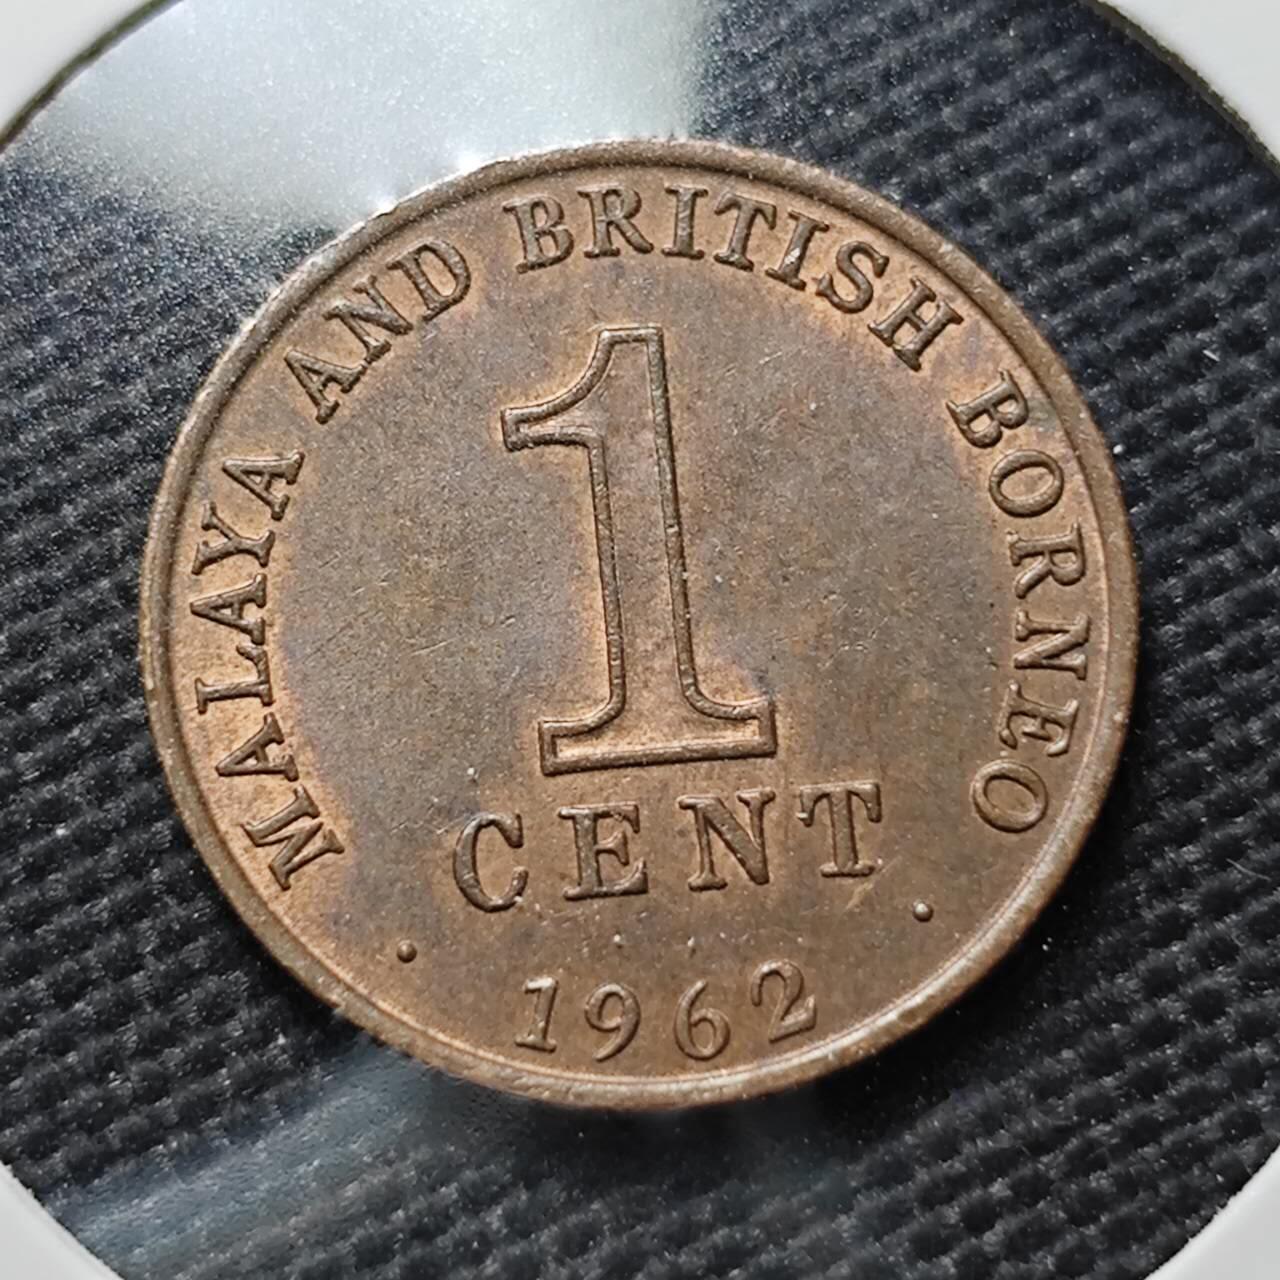 MALAYA AND BRITISH BORNEO
1
CENT
1962